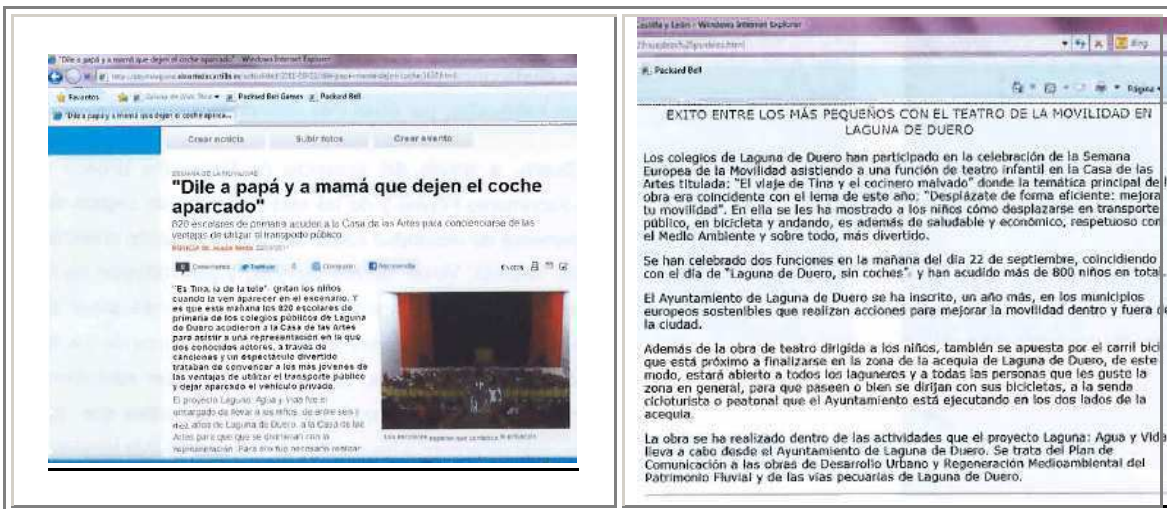 "Dile a papá y a mamá que dejen el coche aparcado" - Windows Internet Explorer
Favoritos
Packard Bell Games
Packard Bell
"Dile a papá y a mamá que dejen el coche aparca...
Crear noticia Subir fotos Crear evento
SEMANA DE LA MOVILIDAD
"Dile a papá y a mamá que dejen el coche
aparcado"
820 escolares de primaria acuden a la Casa de las Artes para concienciarse de las
ventajas de utilizar el transporte público
"Es Tina, la de la tele"- gritan los niños
cuando la ven aparecer en el escenario. Y
es que esta mañana los 820 escolares de
primaria de los colegios públicos de Laguna
de Duero acudieron a la Casa de las Artes
para asistir a una representación en la que
dos conocidos actores, a través de
canciones y un espectáculo divertido
trataban de convencer a los más jóvenes de
las ventajas de utilizar el transporte público
y dejar aparcado el vehículo privado.
El proyecto Laguna: Agua y Vida fue el
encargado de llevar a los niños, de entre seis y
diez años de Laguna de Duero, a la Casa de las
Artes para que que se divirtieran con la
representación. Para ello fue necesario realizar
Los escolares esperan que comience la actuación
Castilla y León - Windows Internet Explorer
Bing
Packard Bell
Página
EXITO ENTRE LOS MÁS PEQUEÑOS CON EL TEATRO DE LA MOVILIDAD EN
LAGUNA DE DUERO
Los colegios de Laguna de Duero han participado en la celebración de la Semana
Europea de la Movilidad asistiendo a una función de teatro infantil en la Casa de las
Artes titulada: "El viaje de Tina y el cocinero malvado" donde la temática principal de l
obra era coincidente con el lema de este año: "Desplázate de forma eficiente: mejora
tu movilidad". En ella se les ha mostrado a los niños cómo desplazarse en transporte
público, en bicicleta y andando, es además de saludable y económico, respetuoso con
el Medio Ambiente y sobre todo, más divertido.
Se han celebrado dos funciones en la mañana del día 22 de septiembre, coincidiendo
con el día de "Laguna de Duero, sin coches", y han acudido más de 800 niños en total.
El Ayuntamiento de Laguna de Duero se ha inscrito, un año más, en los municipios
europeos sostenibles que realizan acciones para mejorar la movilidad dentro y fuera de
la ciudad.
Además de la obra de teatro dirigida a los niños, también se apuesta por el carril bici
que está próximo a finalizarse en la zona de la acequia de Laguna de Duero, de este
modo, estará abierto a todos los laguneros y a todas las personas que les guste la
zona en general, para que paseen o bien se dirijan con sus bicicletas, a la senda
cicloturista o peatonal que el Ayuntamiento está ejecutando en los dos lados de la
acequia.
La obra se ha realizado dentro de las actividades que el proyecto Laguna: Agua y Vida
lleva a cabo desde el Ayuntamiento de Laguna de Duero. Se trata del Plan de
Comunicación a las obras de Desarrollo Urbano y Regeneración Medioambiental del
Patrimonio Fluvial y de las vías pecuarias de Laguna de Duero.